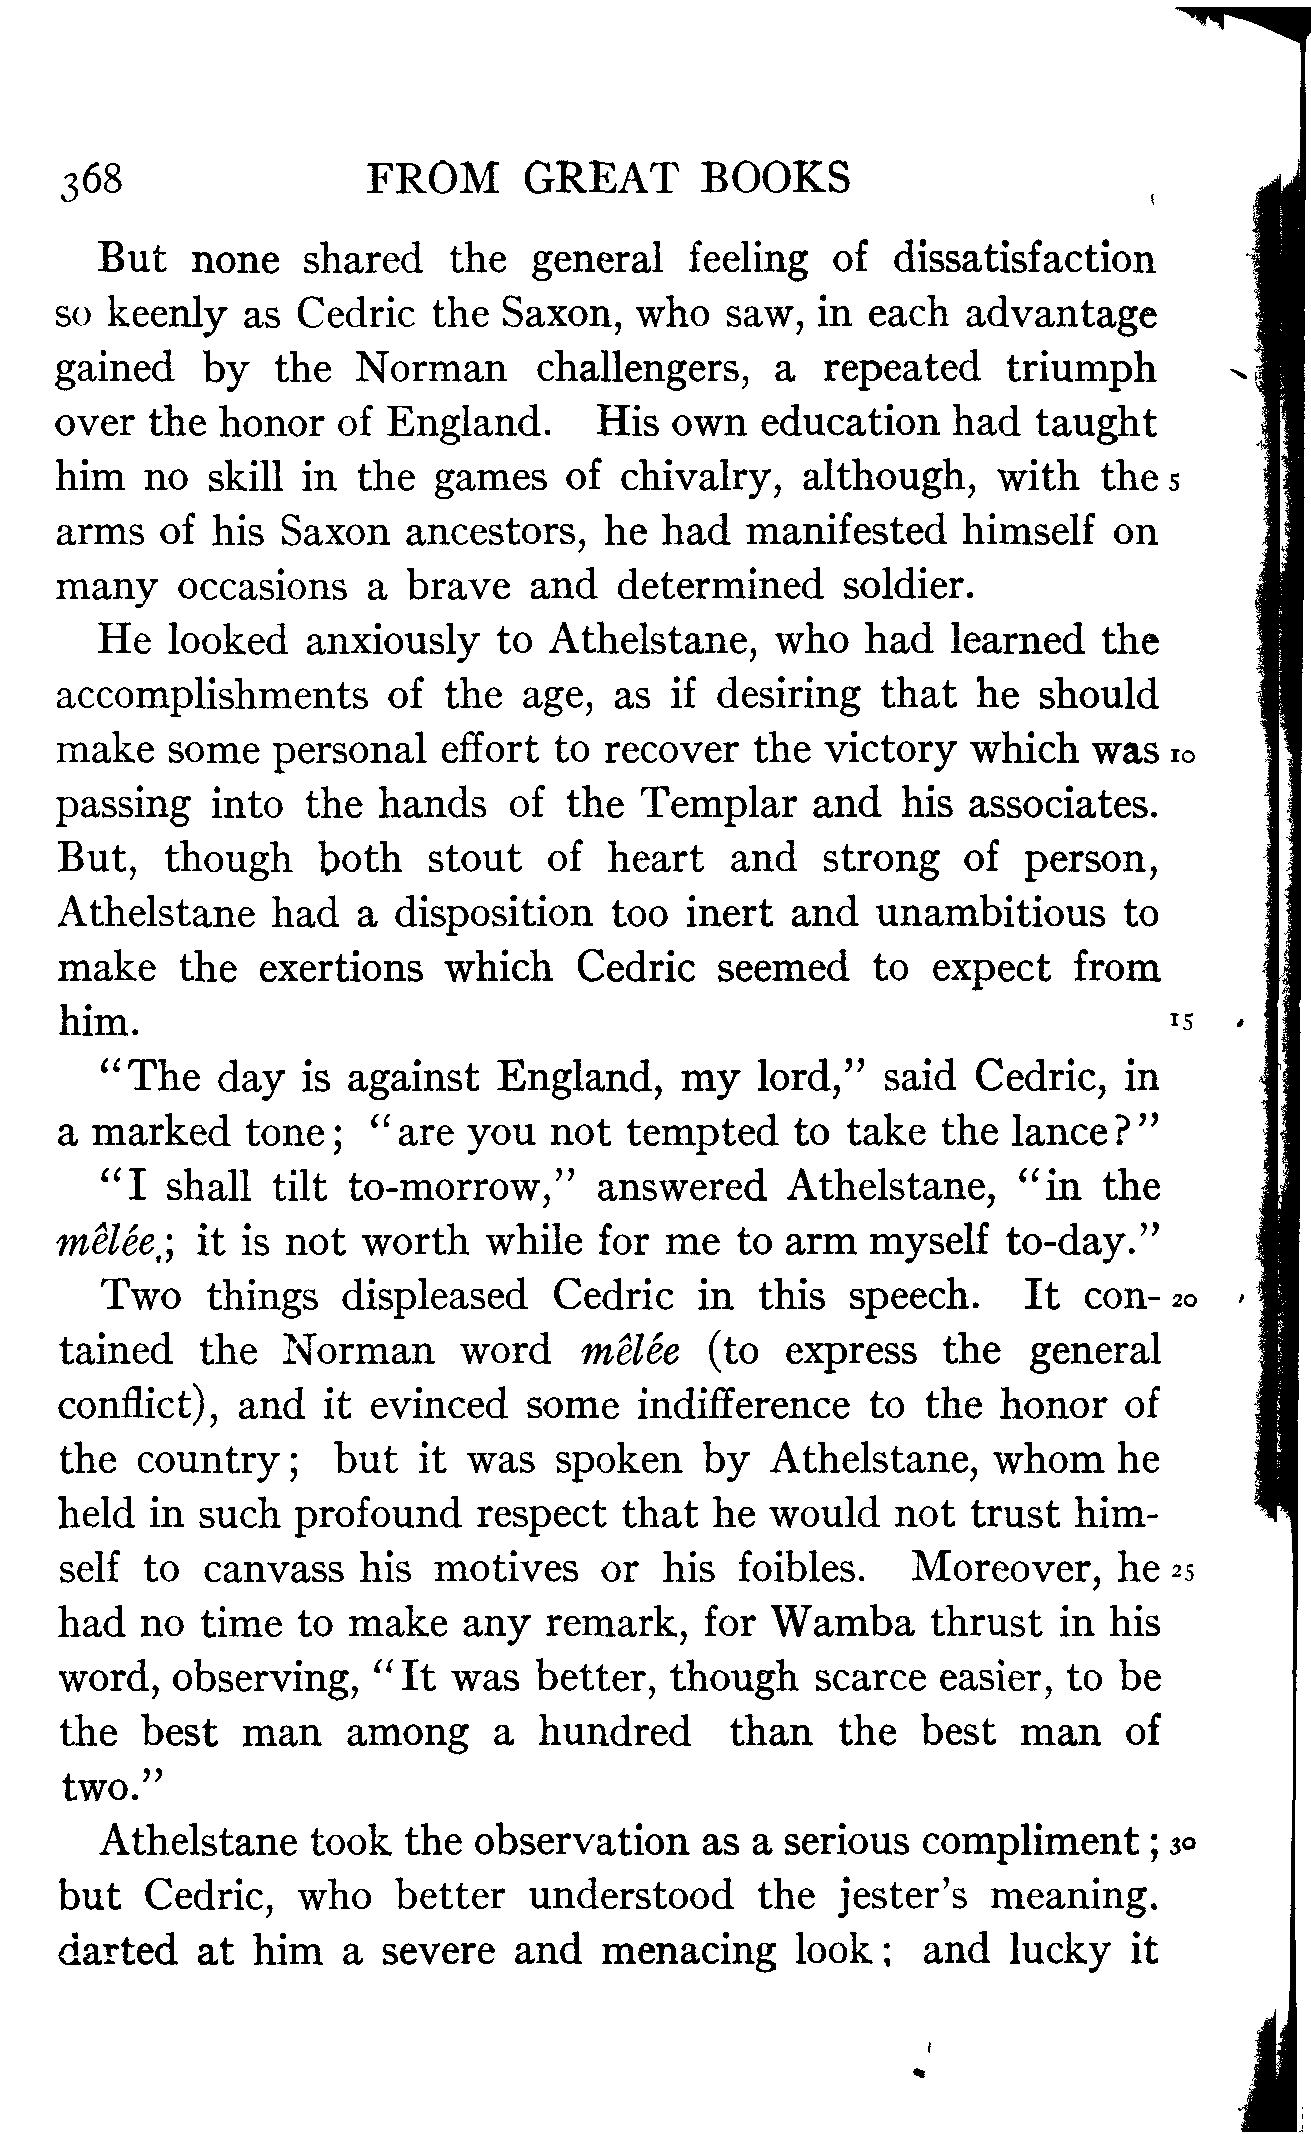 368 FROM GREAT BOOKS
But none shared the general feeling of dissatisfaction
so keenly as Cedric the Saxon, who saw, in each advantage
gained by the Norman challengers, a repeated triumph
over the honor of England. His own education had taught
him no skill in the games of chivalry, although, with the 5
arms of his Saxon ancestors, he had manifested himself on
many occasions a brave and determined soldier.
He looked anxiously to Athelstane, who had learned the
accomplishments of the age, as if desiring that he should
make some personal effort to recover the victory which was 10
passing into the hands of the Templar and his associates.
But, though both stout of heart and strong of person,
Athelstane had a disposition too inert and unambitious to
make the exertions which Cedric seemed to expect from
him. 15
"The day is against England, my lord," said Cedric, in
a marked tone; "are you not tempted to take the lance?"
"I shall tilt to-morrow," answered Athelstane, "in the
mêlée; it is not worth while for me to arm myself to-day."
Two things displeased Cedric in this speech. It con- 20
tained the Norman word mêlée (to express the general
conflict), and it evinced some indifference to the honor of
the country; but it was spoken by Athelstane, whom he
held in such profound respect that he would not trust him-
self to canvass his motives or his foibles. Moreover, he 25
had no time to make any remark, for Wamba thrust in his
word, observing, "It was better, though scarce easier, to be
the best man among a hundred than the best man of
two."
Athelstane took the observation as a serious compliment; 30
but Cedric, who better understood the jester's meaning.
darted at him a severe and menacing look; and lucky it